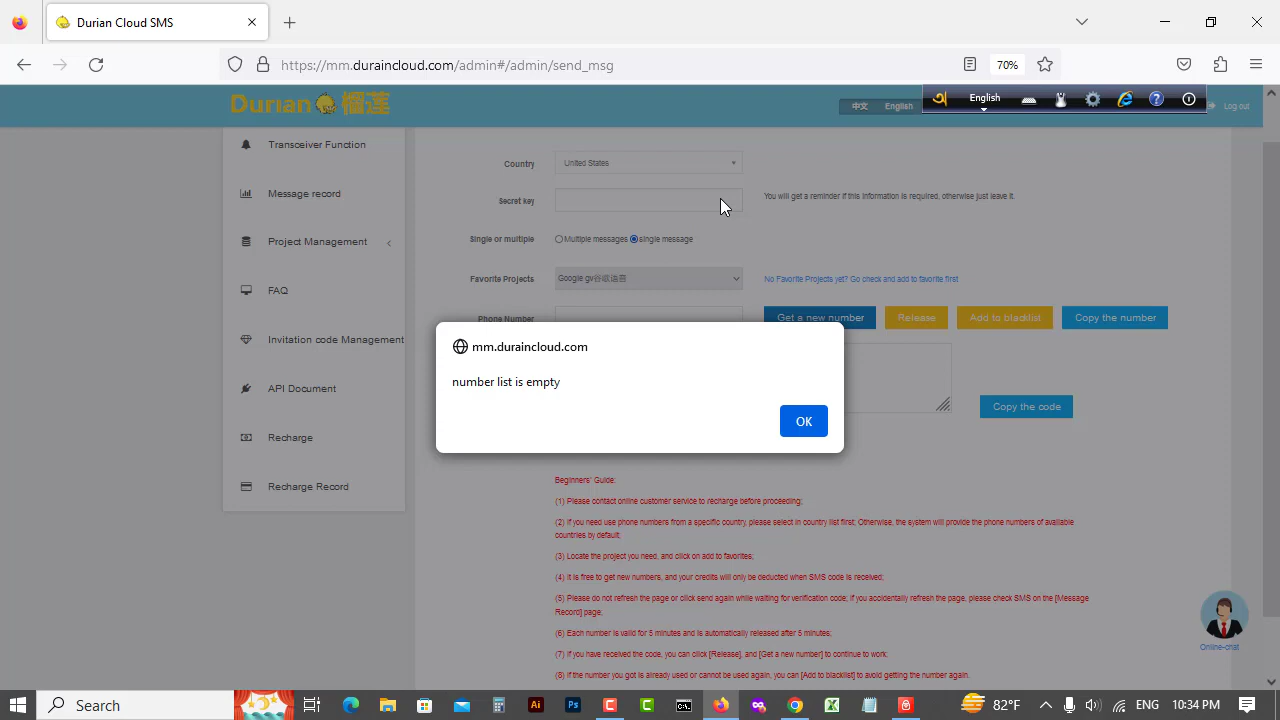 Durian Cloud SMS
https://mm.duraincloud.com/admin#/admin/send_msg
70%
Durian 榴莲
中文 English
English
Log out
Transceiver Function
Message record
Project Management
FAQ
Invitation code Management
API Document
Recharge
Recharge Record
Country United States
Secret key
You will get a reminder if this information is required, otherwise just leave it.
Single or multiple Multiple messages single message
Favorite Projects Google gv谷歌语音
No Favorite Projects yet? Go check and add to favorite first
Phone Number
Get a new number Release Add to blacklist Copy the number
mm.duraincloud.com
number list is empty
OK
Copy the code
Beginners' Guide:
(1) Please contact online customer service to recharge before proceeding;
(2) If you need use phone numbers from a specific country, please select in country list first; Otherwise, the system will provide the phone numbers of available
countries by default;
(3) Locate the project you need, and click on add to favorites;
(4) It is free to get new numbers, and your credits will only be deducted when SMS code is received;
(5) Please do not refresh the page or click send again while waiting for verification code; if you accidentally refresh the page, please check SMS on the [Message
Record] page;
(6) Each number is valid for 5 minutes and is automatically released after 5 minutes;
(7) If you have received the code, you can click [Release], and [Get a new number] to continue to work;
(8) If the number you got is already used or cannot be used again, you can [Add to blacklist] to avoid getting the number again.
Online-chat
Search
Ai
Ps
82°F
ENG
10:34 PM